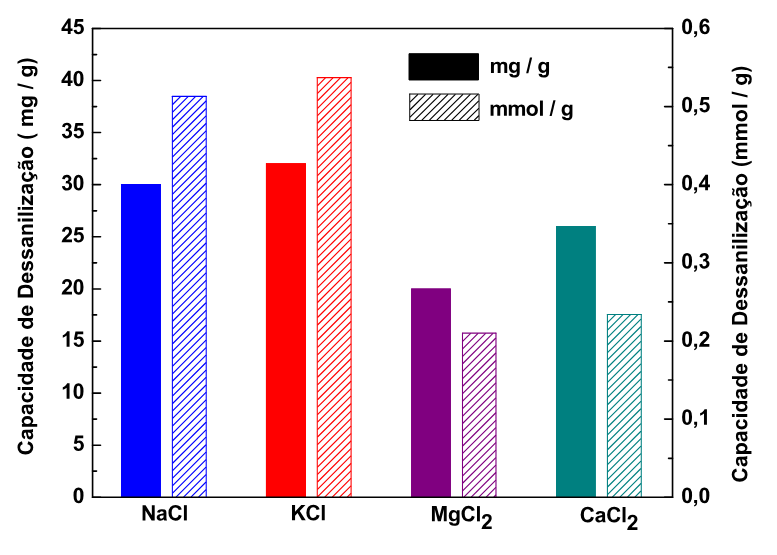 Capacidade de Dessanilização ( mg / g)
45
40
35
30
25
20
15
10
5
0
mg / g
mmol / g
0,6
0,5
0,4
0,3
0,2
0,1
0,0
Capacidade de Dessanilização (mmol / g)
NaCl
KCl
MgCl₂
CaCl₂